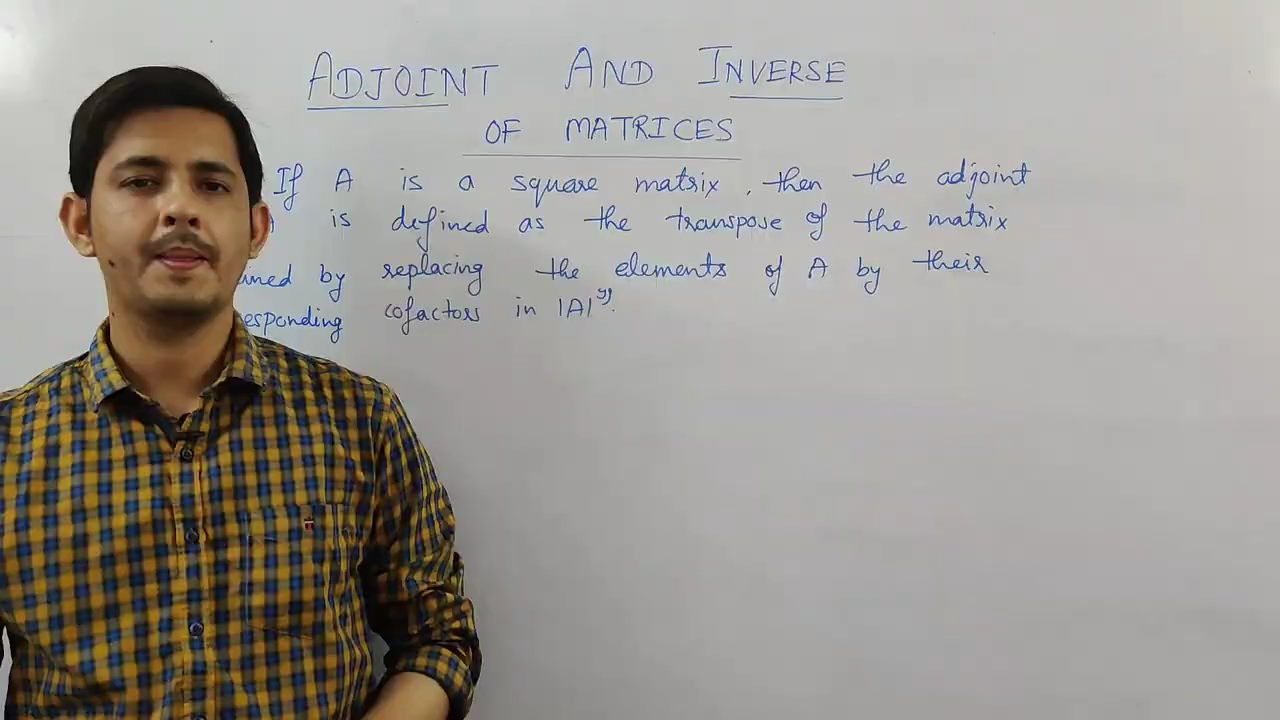 ADJOINT AND INVERSE
OF MATRICES
If A is a square matrix, then the adjoint
is defined as the transpose of the matrix
by replacing the elements of A by their
cofactors in |A|".